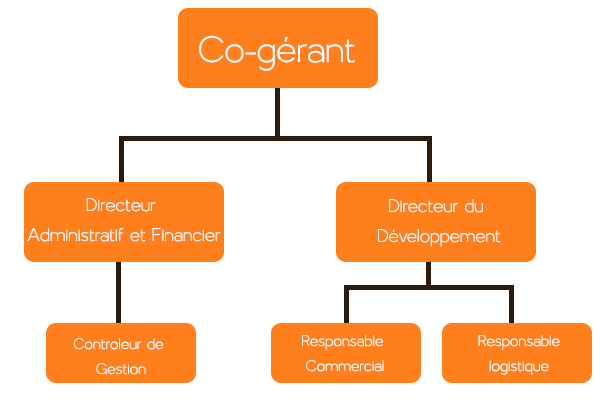 Co-gérant
Directeur
Administratif et Financier
Directeur du
Développement
Controleur de
Gestion
Responsable
Commercial
Responsable
logistique